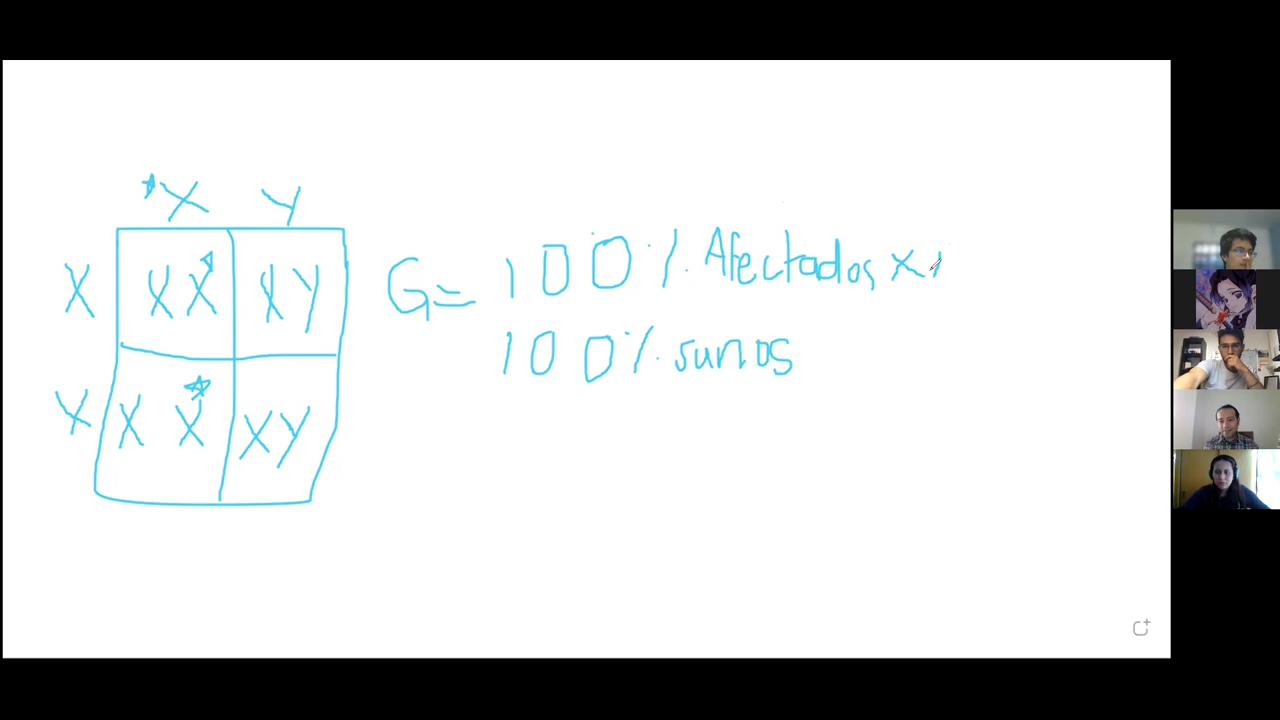 *X Y
X XX* XY
X XX* XY
G= 100% Afectados X
100% sanos